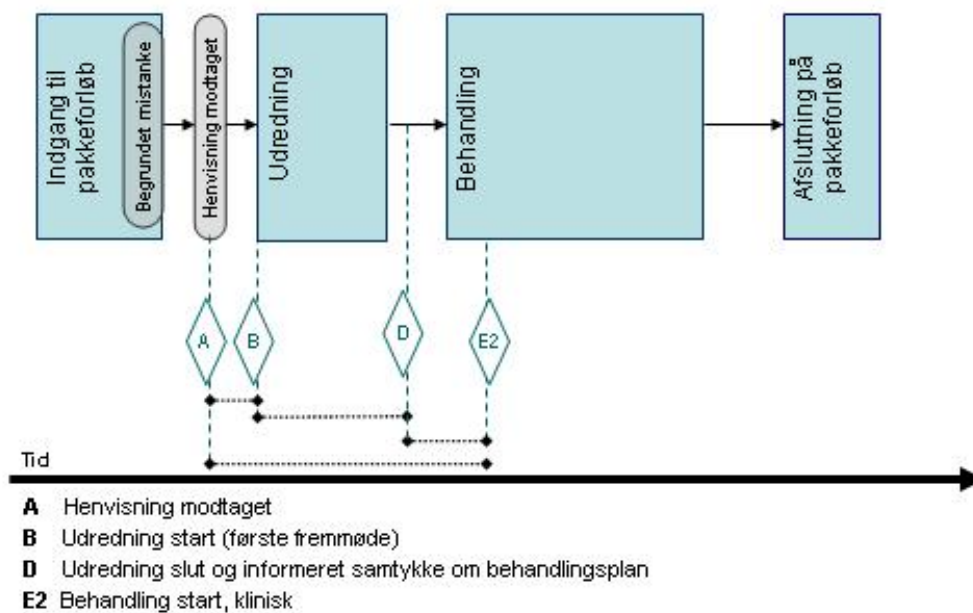 Indgang til
pakkeforløb
Begrundet mistanke
Henvisning modtaget
Udredning
Behandling
Afslutning på
pakkeforløb
A
B
D
E2
Tid
A Henvisning modtaget
B Udredning start (første fremmøde)
D Udredning slut og informeret samtykke om behandlingsplan
E2 Behandling start, klinisk